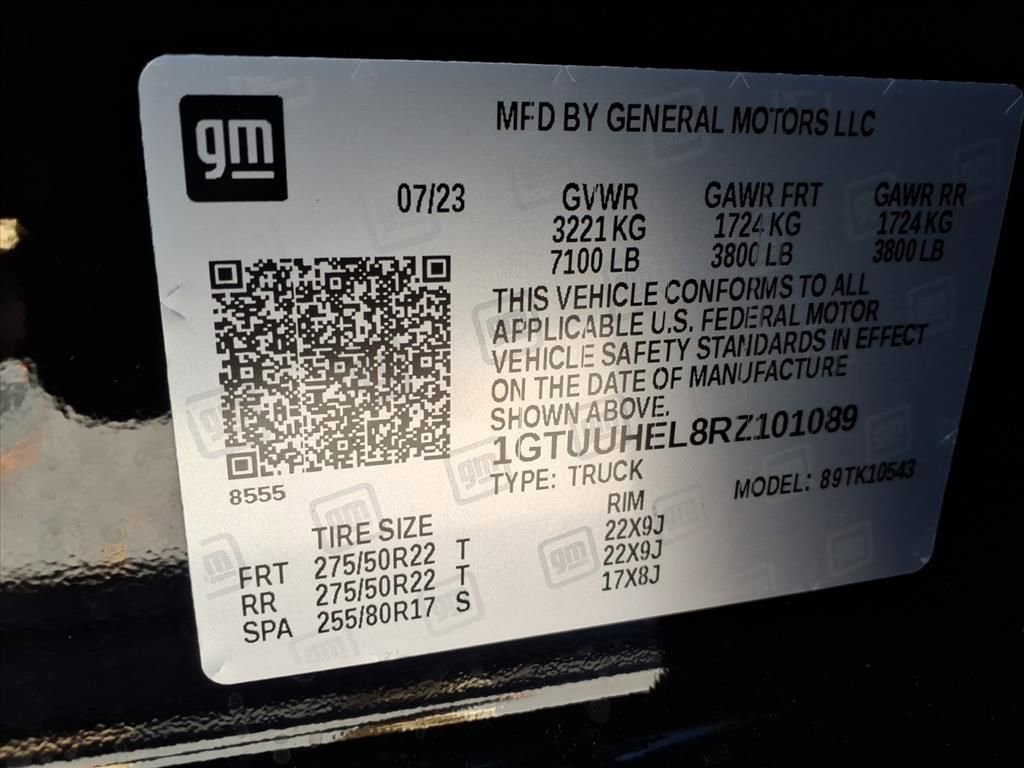 gm
MFD BY GENERAL MOTORS LLC
07/23 GVWR GAWR FRT GAWR RR
3221 KG 1724 KG 1724 KG
7100 LB 3800 LB 3800 LB
THIS VEHICLE CONFORMS TO ALL
APPLICABLE U.S. FEDERAL MOTOR
VEHICLE SAFETY STANDARDS IN EFFECT
ON THE DATE OF MANUFACTURE
SHOWN ABOVE.
1GTUUHEL8RZ101089
TYPE: TRUCK MODEL: 89TK10543
8555
TIRE SIZE RIM
FRT 275/50R22 T 22X9J
RR 275/50R22 T 22X9J
SPA 255/80R17 S 17X8J